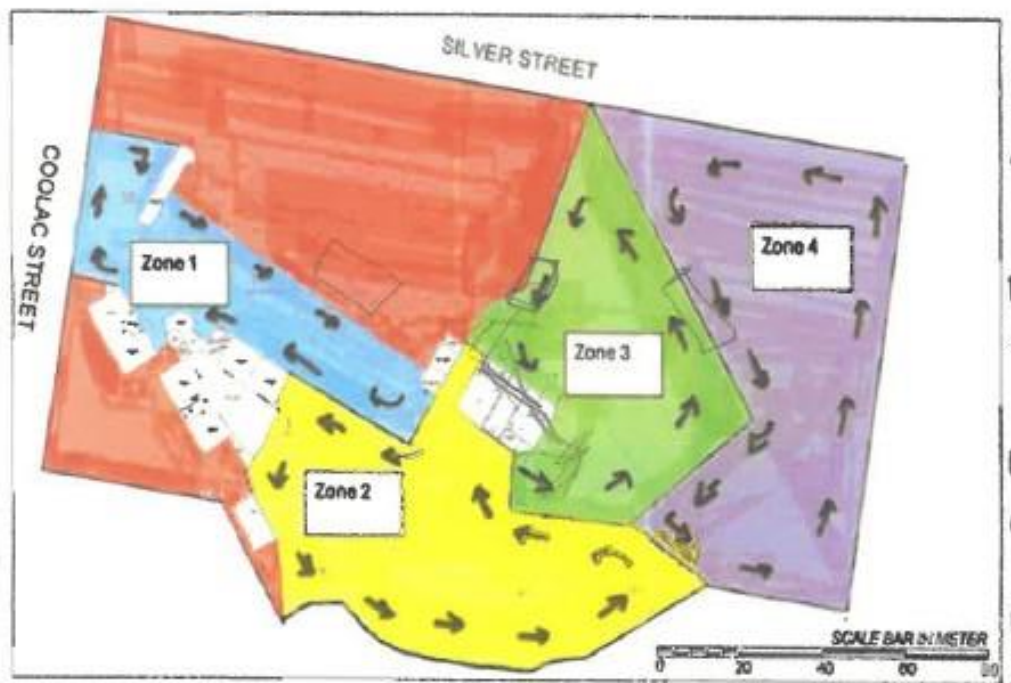 SILVER STREET
COOLAC STREET
Zone 1
Zone 4
Zone 3
Zone 2
SCALE BAR IN METER
0 20 40 60 80